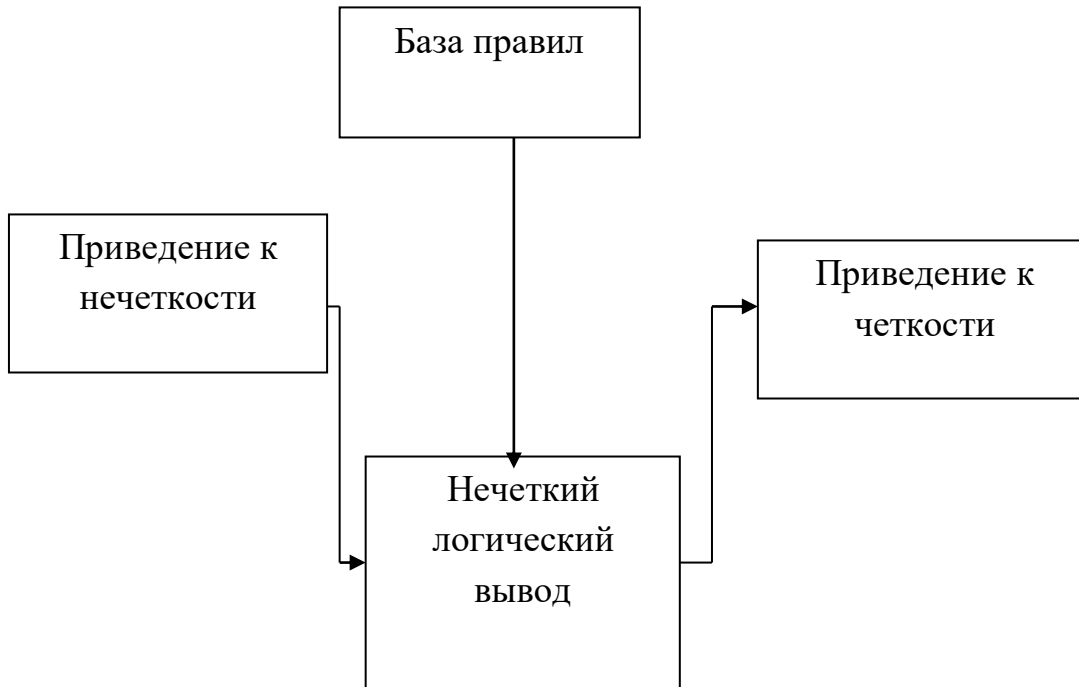 База правил
Приведение к
нечеткости
Приведение к
четкости
Нечеткий
логический
вывод